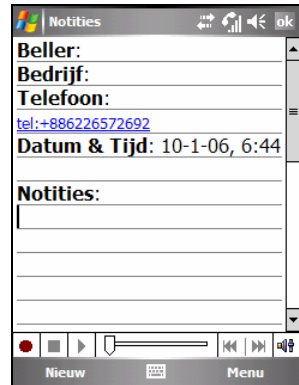 Notities
ok
Beller:
Bedrijf:
Telefoon:
tel:+886226572692
Datum & Tijd: 10-1-06, 6:44
Notities:
Nieuw
Menu